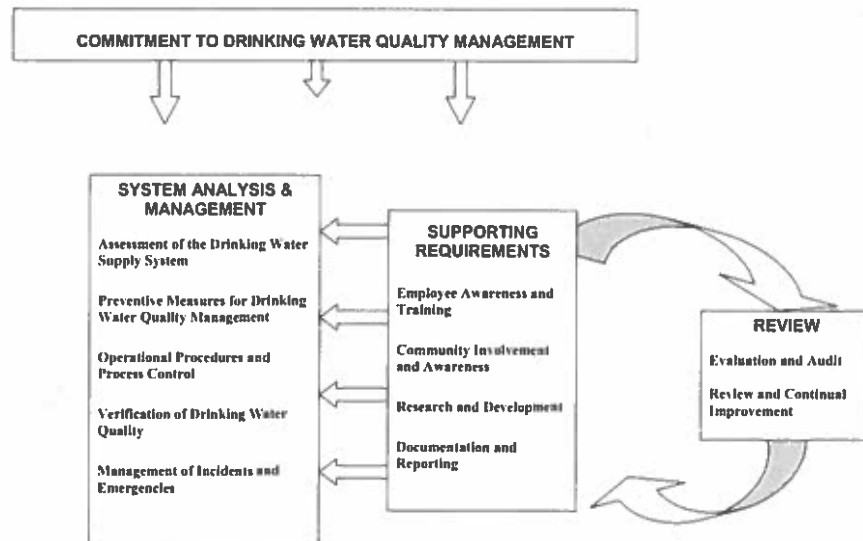 COMMITMENT TO DRINKING WATER QUALITY MANAGEMENT
SYSTEM ANALYSIS &
MANAGEMENT
Assessment of the Drinking Water
Supply System
Preventive Measures for Drinking
Water Quality Management
Operational Procedures and
Process Control
Verification of Drinking Water
Quality
Management of Incidents and
Emergencies
SUPPORTING
REQUIREMENTS
Employee Awareness and
Training
Community Involvement
and Awareness
Research and Development
Documentation and
Reporting
REVIEW
Evaluation and Audit
Review and Continual
Improvement